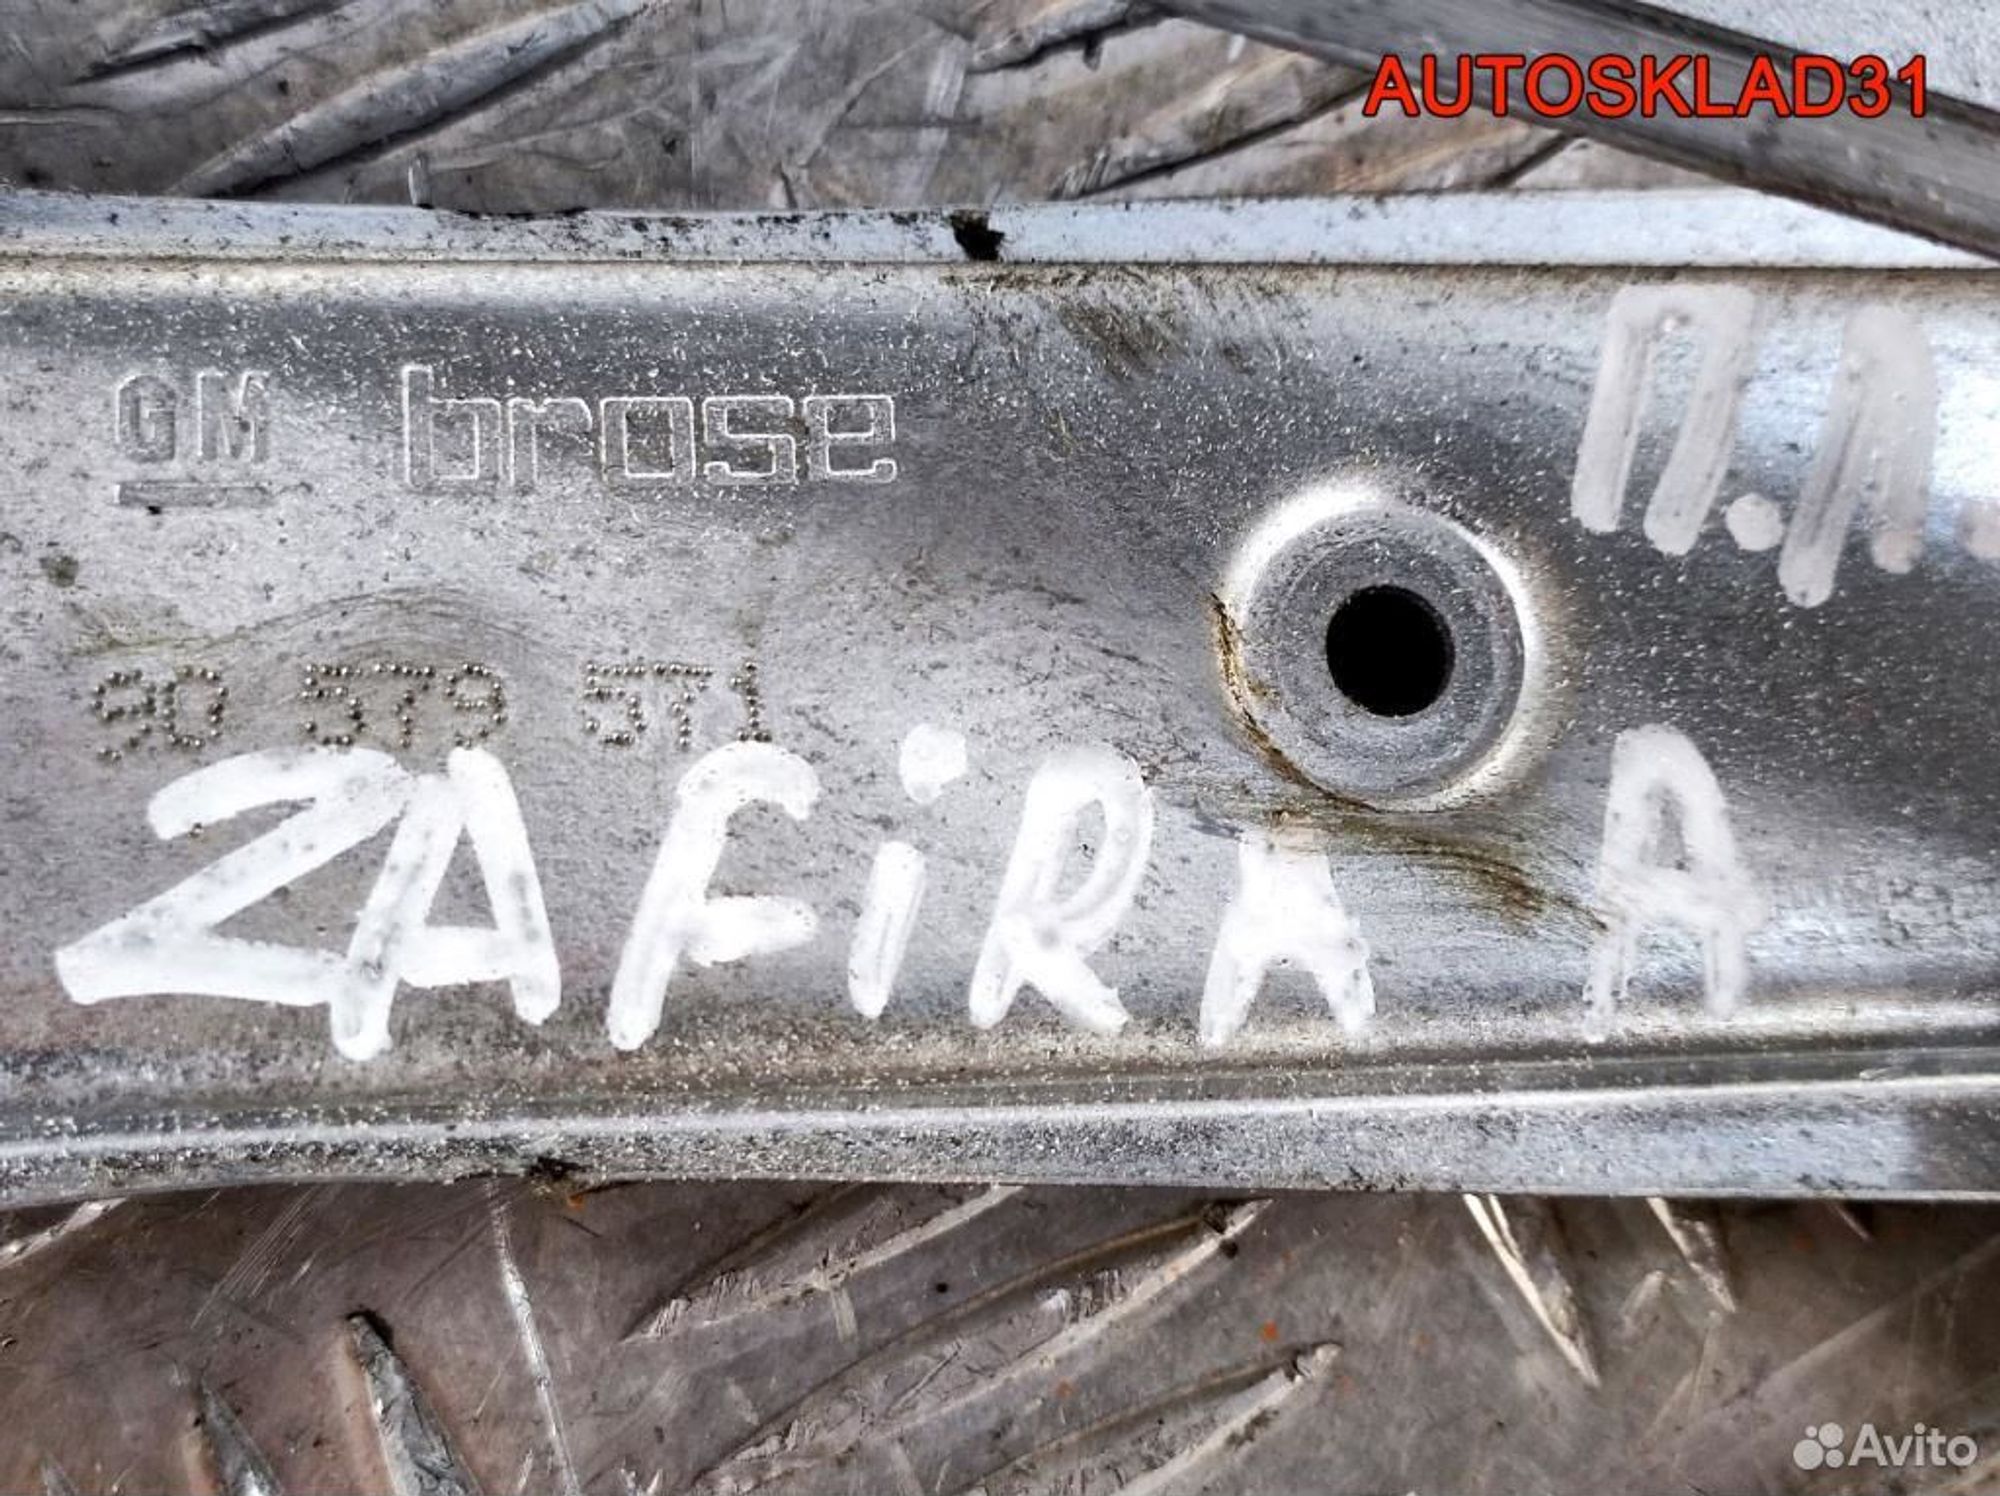 AUTOSKLAD31
GM brose
П.П.
90 579 571
ZAFiRA A
Avito